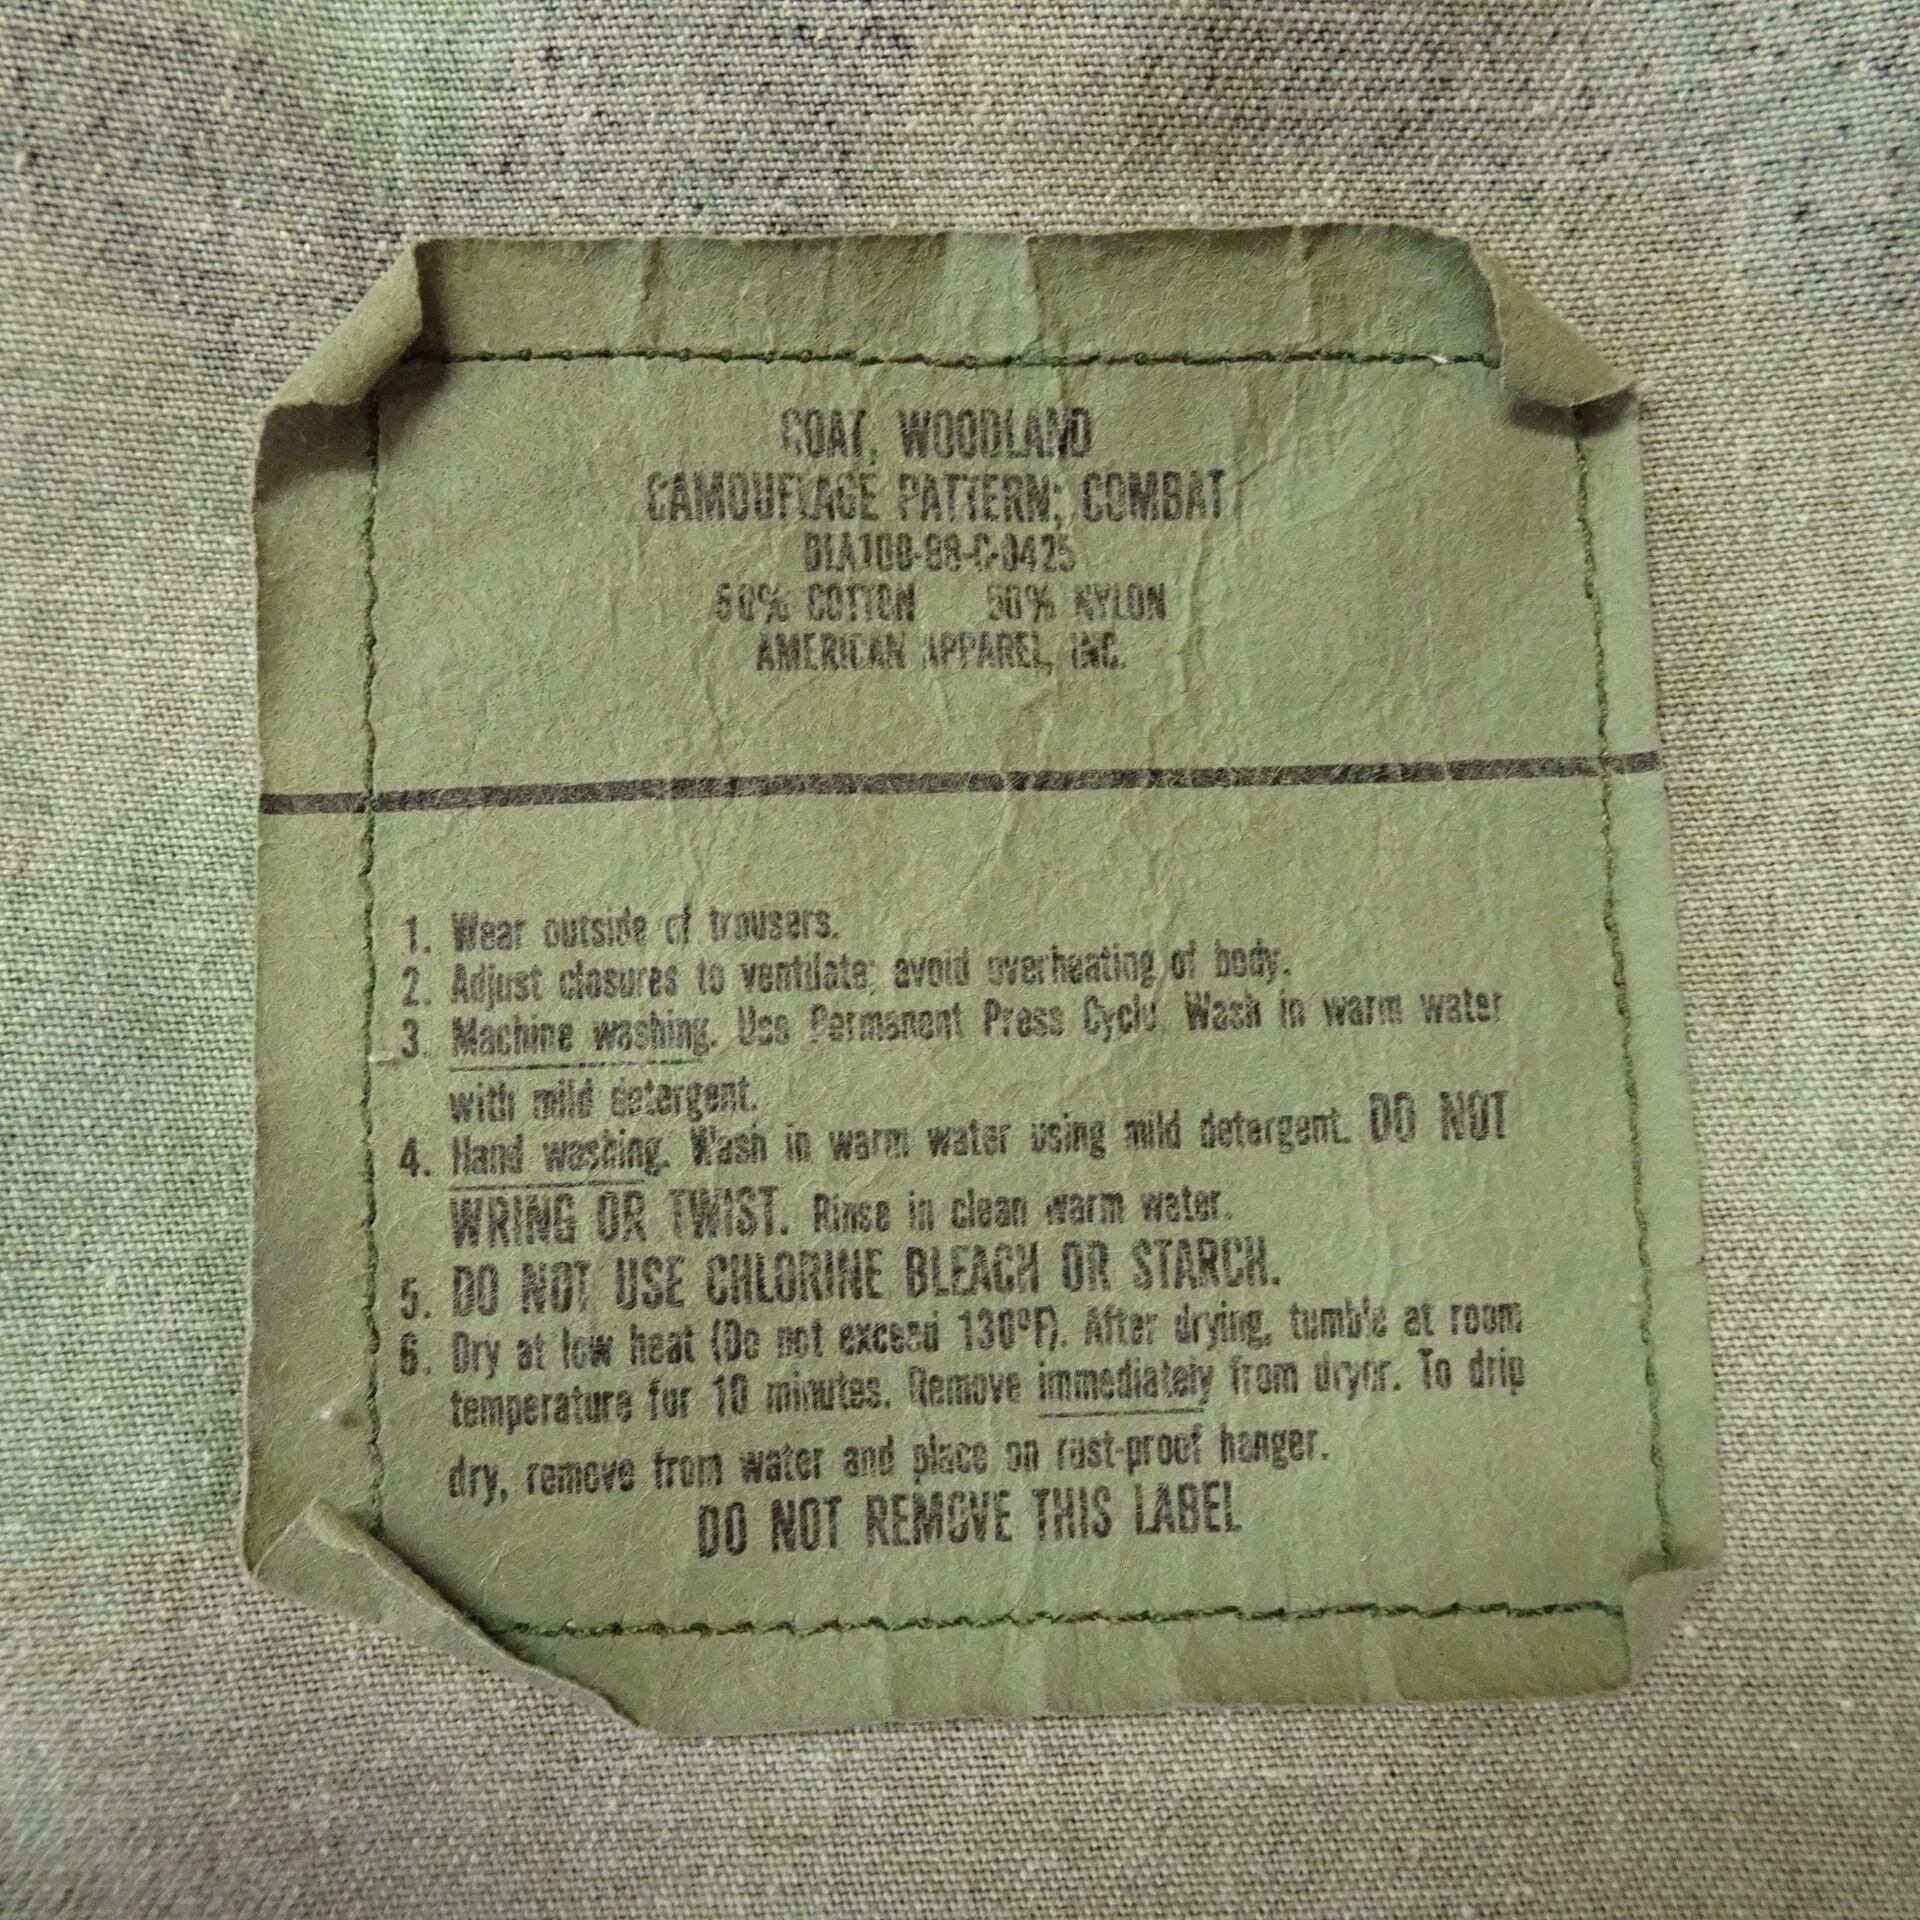 COAT, WOODLAND
CAMOUFLAGE PATTERN; COMBAT
DLA100-88-C-0425
50% COTTON 50% NYLON
AMERICAN APPAREL, INC.
1. Wear outside of trousers.
2. Adjust closures to ventilate; avoid overheating of body.
3. Machine washing. Use Permanent Press Cycle. Wash in warm water
with mild detergent.
4. Hand washing. Wash in warm water using mild detergent. DO NOT
WRING OR TWIST. Rinse in clean warm water.
5. DO NOT USE CHLORINE BLEACH OR STARCH.
6. Dry at low heat (Do not exceed 130°F). After drying, tumble at room
temperature for 10 minutes. Remove immediately from dryer. To drip
dry, remove from water and place on rust-proof hanger.
DO NOT REMOVE THIS LABEL